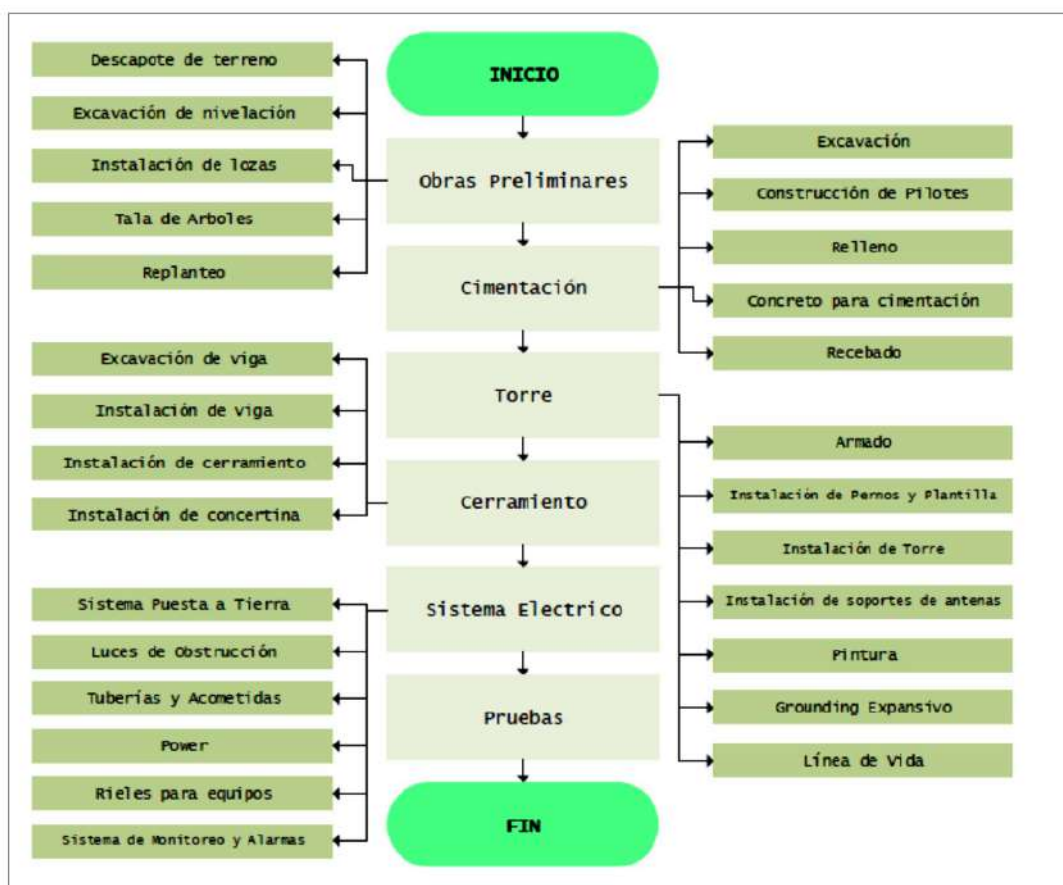 INICIO
Obras Preliminares
Descapote de terreno
Excavación de nivelación
Instalación de lozas
Tala de Arboles
Replanteo
Cimentación
Excavación
Construcción de Pilotes
Relleno
Concreto para cimentación
Recebado
Torre
Armado
Instalación de Pernos y Plantilla
Instalación de Torre
Instalación de soportes de antenas
Pintura
Grounding Expansivo
Línea de Vida
Cerramiento
Excavación de viga
Instalación de viga
Instalación de cerramiento
Instalación de concertina
Sistema Electrico
Sistema Puesta a Tierra
Luces de Obstrucción
Tuberías y Acometidas
Power
Rieles para equipos
Sistema de Monitoreo y Alarmas
Pruebas
FIN